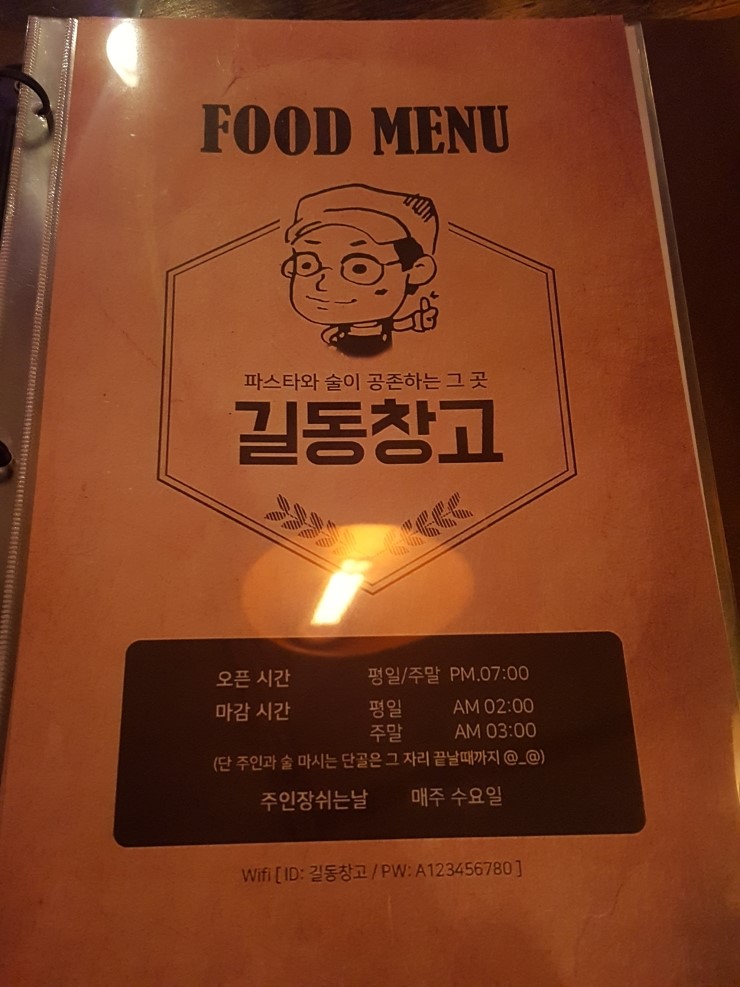 FOOD MENU
파스타와 술이 공존하는 그 곳
길동창고
오픈 시간 평일/주말 PM.07:00
마감 시간 평일 AM 02:00
주말 AM 03:00
(단 주인과 술 마시는 단골은 그 자리 끝날때까지 @_@)
주인장쉬는날 매주 수요일
Wifi [ ID: 길동창고 / PW: A123456780 ]